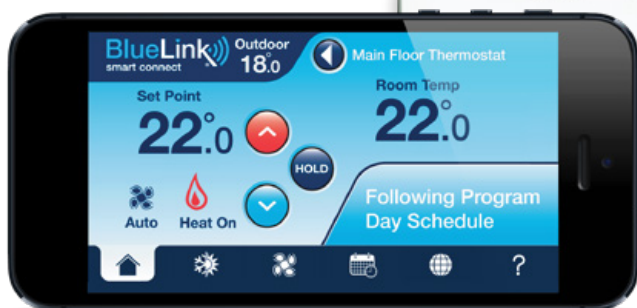 BlueLink
smart connect
Outdoor
18.0
Main Floor Thermostat
Set Point
22°.0
Room Temp
22°.0
HOLD
Auto
Heat On
Following Program
Day Schedule
?